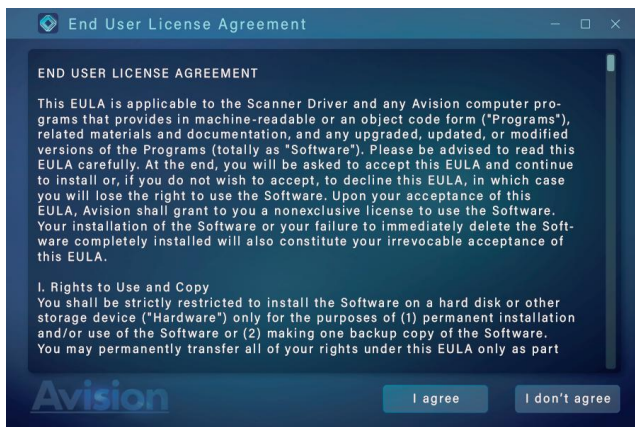 End User License Agreement
END USER LICENSE AGREEMENT
This EULA is applicable to the Scanner Driver and any Avision computer pro-
grams that provides in machine-readable or an object code form ("Programs"),
related materials and documentation, and any upgraded, updated, or modified
versions of the Programs (totally as "Software"). Please be advised to read this
EULA carefully. At the end, you will be asked to accept this EULA and continue
to install or, if you do not wish to accept, to decline this EULA, in which case
you will lose the right to use the Software. Upon your acceptance of this
EULA, Avision shall grant to you a nonexclusive license to use the Software.
Your installation of the Software or your failure to immediately delete the Soft-
ware completely installed will also constitute your irrevocable acceptance of
this EULA.
I. Rights to Use and Copy
You shall be strictly restricted to install the Software on a hard disk or other
storage device ("Hardware") only for the purposes of (1) permanent installation
and/or use of the Software or (2) making one backup copy of the Software.
You may permanently transfer all of your rights under this EULA only as part
Avision
I agree
I don't agree